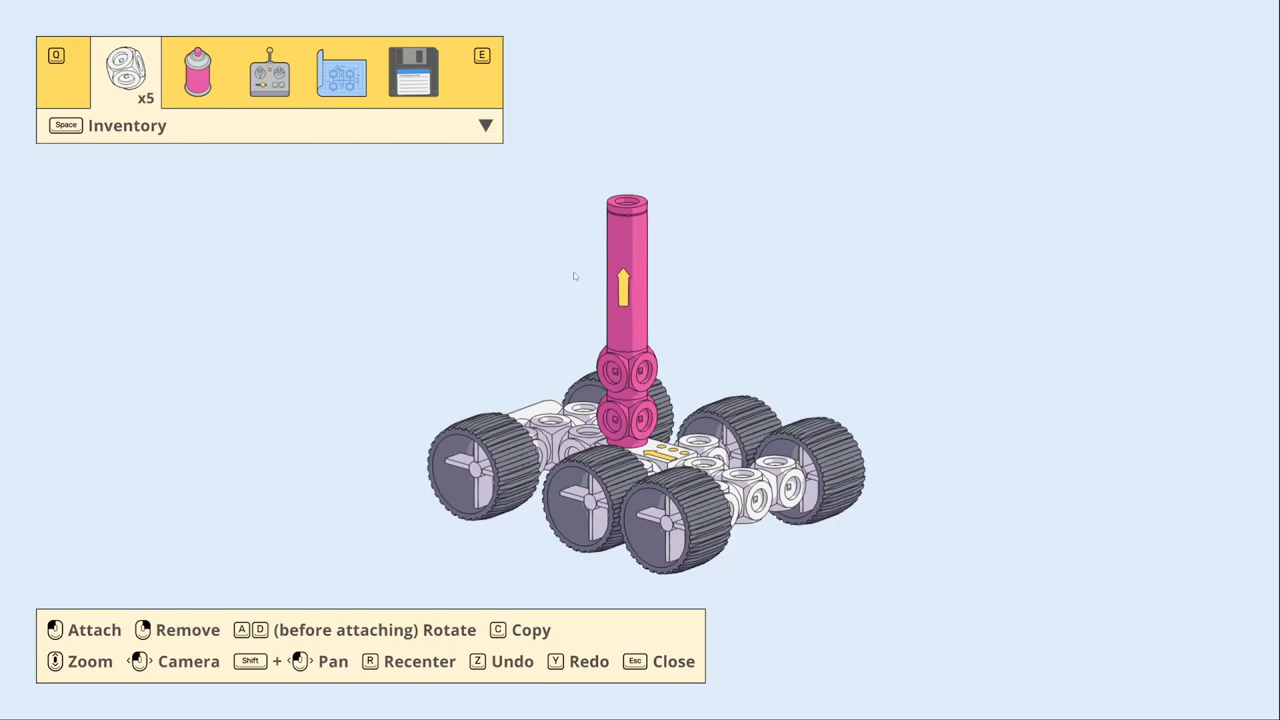 Q
E
x5
Space Inventory
Attach Remove A D (before attaching) Rotate C Copy
Zoom Camera Shift + Pan R Recenter Z Undo Y Redo Esc Close